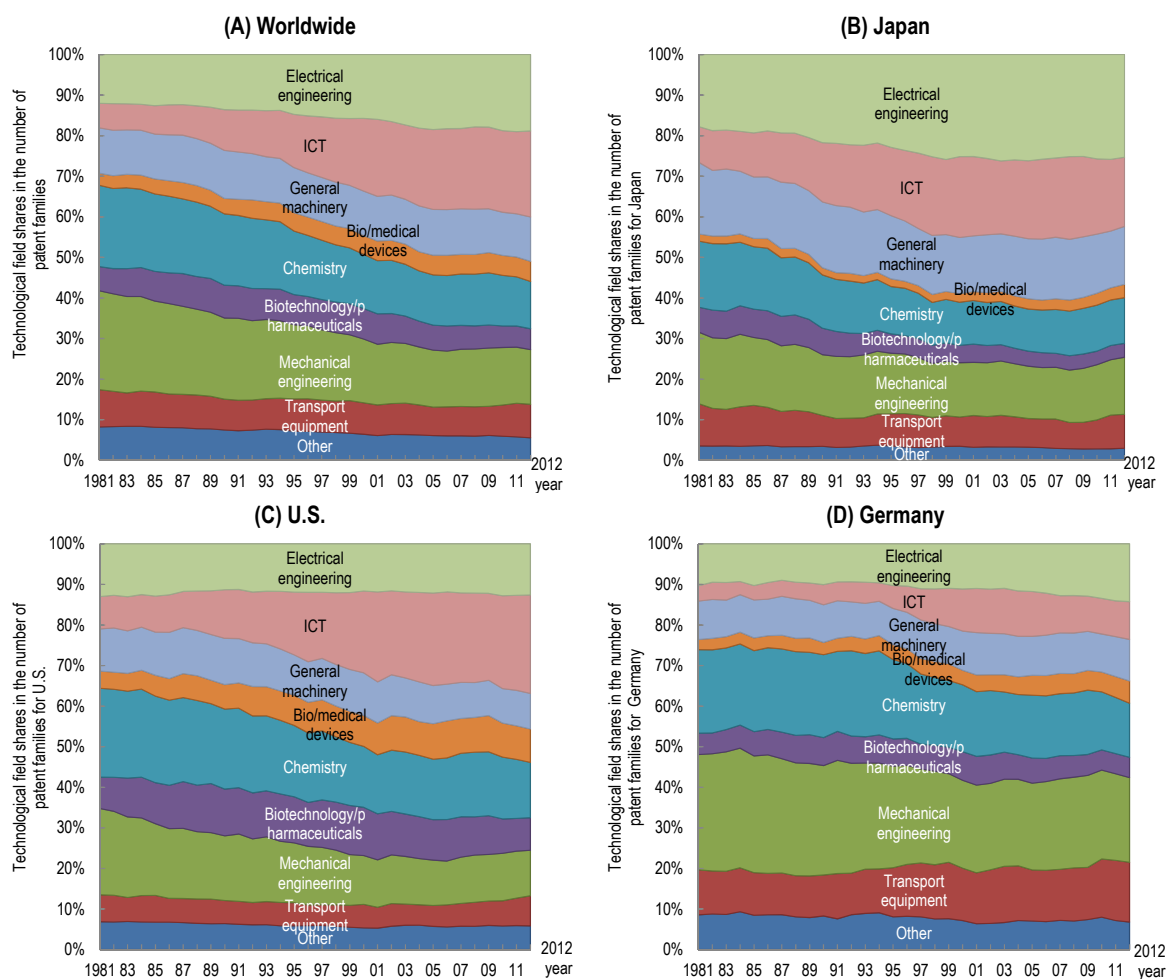 (A) Worldwide
Technological field shares in the number of
patent families
100%
90%
80%
70%
60%
50%
40%
30%
20%
10%
0%
Electrical
engineering
ICT
General
machinery
Bio/medical
devices
Chemistry
Biotechnology/p
harmaceuticals
Mechanical
engineering
Transport
equipment
Other
1981 83 85 87 89 91 93 95 97 99 01 03 05 07 09 11
2012
year
(B) Japan
Technological field shares in the number of
patent families for Japan
100%
90%
80%
70%
60%
50%
40%
30%
20%
10%
0%
Electrical
engineering
ICT
General
machinery
Bio/medical
devices
Chemistry
Biotechnology/p
harmaceuticals
Mechanical
engineering
Transport
equipment
Other
1981 83 85 87 89 91 93 95 97 99 01 03 05 07 09 11
2012
year
(C) U.S.
Technological field shares in the number of
patent families for U.S.
100%
90%
80%
70%
60%
50%
40%
30%
20%
10%
0%
Electrical
engineering
ICT
General
machinery
Bio/medical
devices
Chemistry
Biotechnology/p
harmaceuticals
Mechanical
engineering
Transport
equipment
Other
1981 83 85 87 89 91 93 95 97 99 01 03 05 07 09 11
2012
year
(D) Germany
Technological field shares in the number of
patent families for Germany
100%
90%
80%
70%
60%
50%
40%
30%
20%
10%
0%
Electrical
engineering
ICT
General
machinery
Bio/medical
devices
Chemistry
Biotechnology/p
harmaceuticals
Mechanical
engineering
Transport
equipment
Other
1981 83 85 87 89 91 93 95 97 99 01 03 05 07 09 11
2012
year